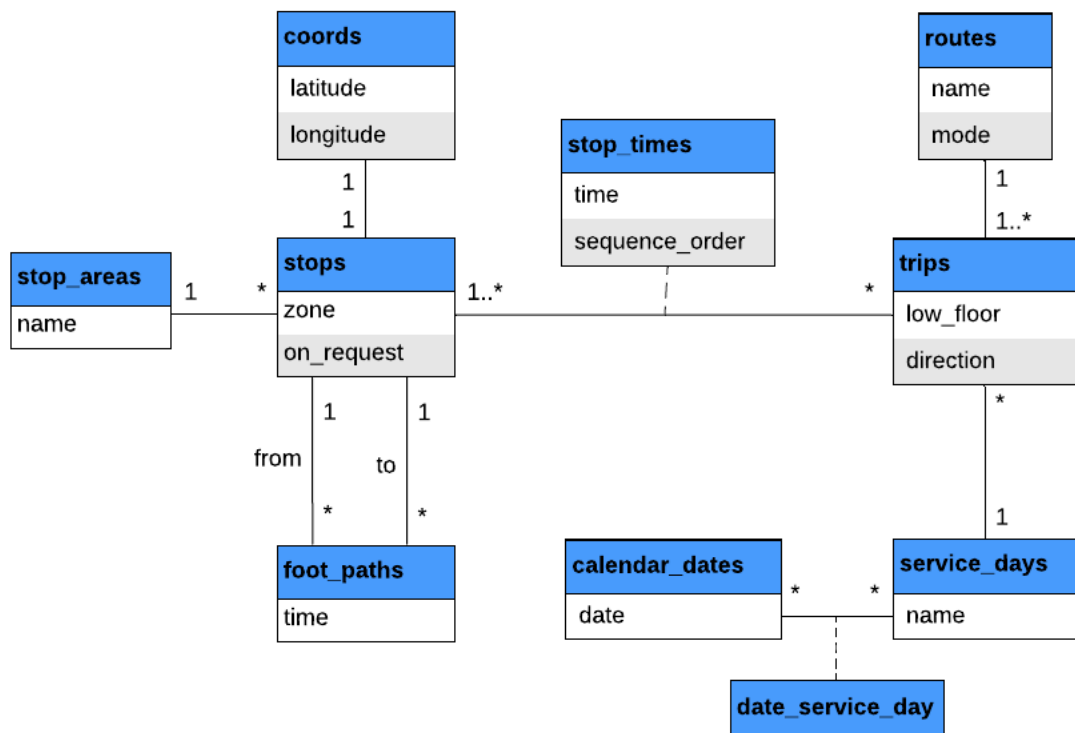 coords
latitude
longitude
1
1
routes
name
mode
1
1..*
stop_times
time
sequence_order
stop_areas
name
1
*
stops
zone
on_request
1..*
*
trips
low_floor
direction
1
1
from
to
*
*
foot_paths
time
*
1
calendar_dates
date
*
*
service_days
name
date_service_day